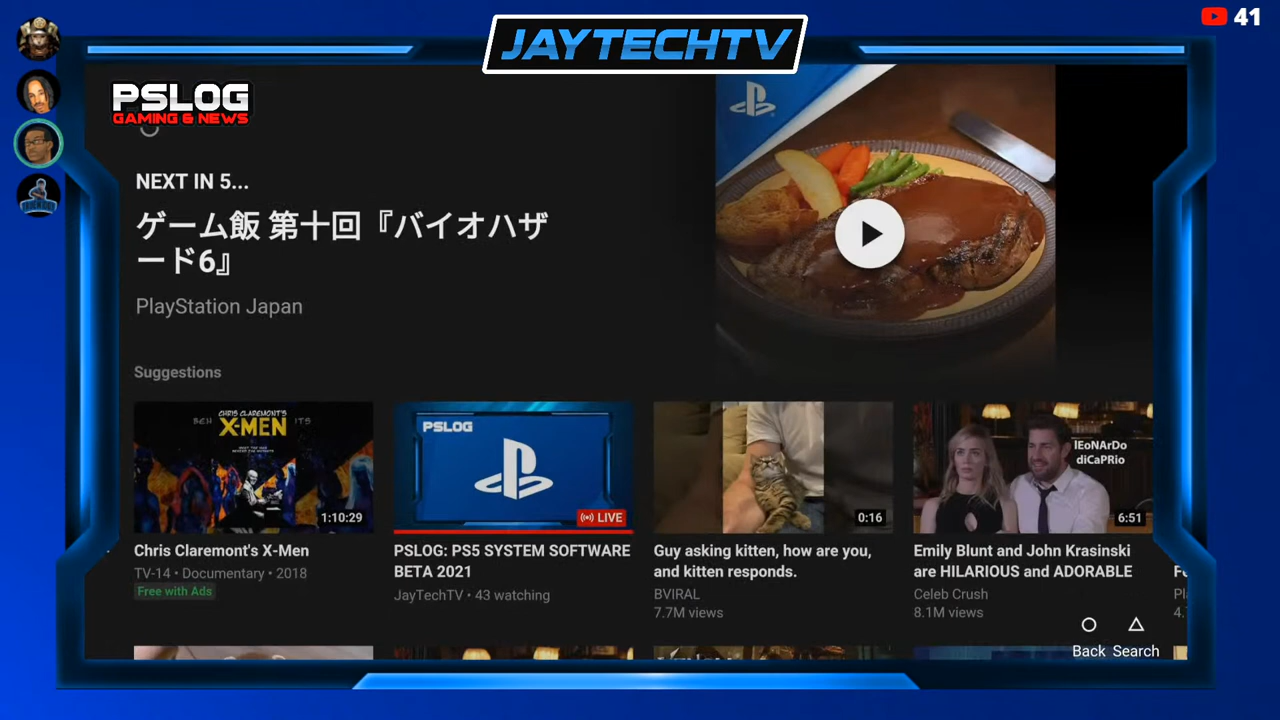 JAYTECHTV
41
PSLOG
GAMING & NEWS
NEXT IN 5...
ゲーム飯 第十回『バイオハザ
ード6』
PlayStation Japan
Suggestions
CHRIS CLAREMONT'S
X-MEN
1:10:29
Chris Claremont's X-Men
TV-14 • Documentary • 2018
Free with Ads
PSLOG
LIVE
PSLOG: PS5 SYSTEM SOFTWARE
BETA 2021
JayTechTV • 43 watching
0:16
Guy asking kitten, how are you,
and kitten responds.
BVIRAL
7.7M views
lEoNArDo
diCaPRio
6:51
Emily Blunt and John Krasinski
are HILARIOUS and ADORABLE
Celeb Crush
8.1M views
Back Search